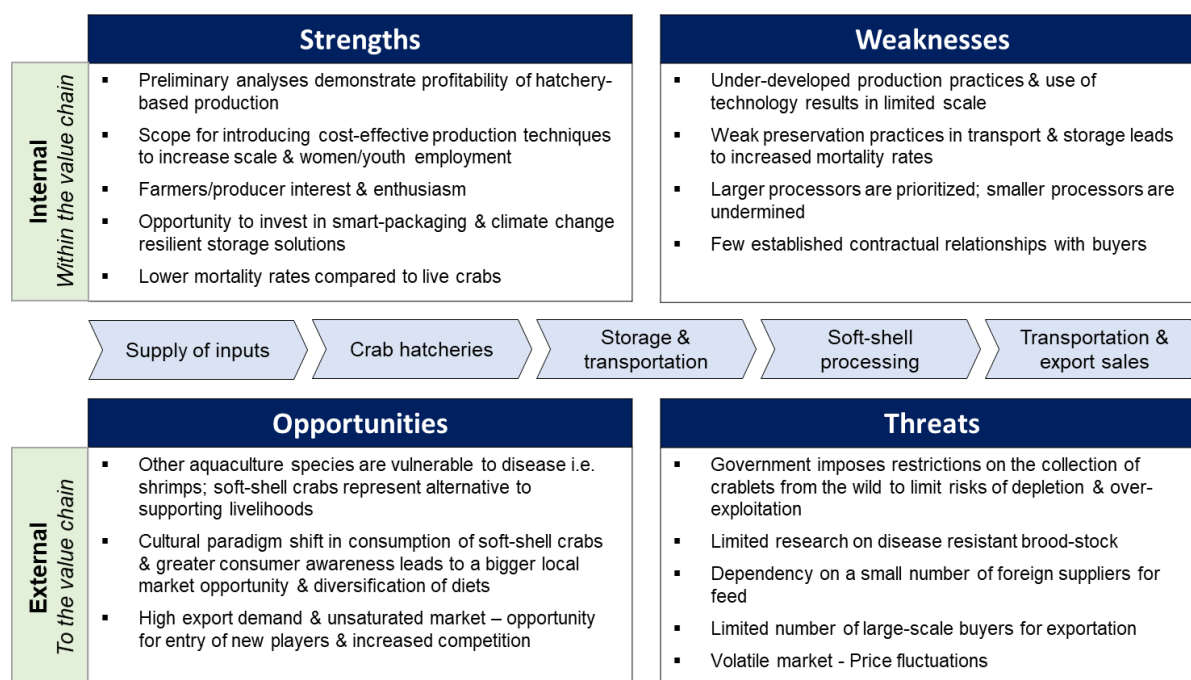 Strengths
Weaknesses
Internal
Within the value chain
▪ Preliminary analyses demonstrate profitability of hatchery-
based production
▪ Scope for introducing cost-effective production techniques
to increase scale & women/youth employment
▪ Farmers/producer interest & enthusiasm
▪ Opportunity to invest in smart-packaging & climate change
resilient storage solutions
▪ Lower mortality rates compared to live crabs
▪ Under-developed production practices & use of
technology results in limited scale
▪ Weak preservation practices in transport & storage leads
to increased mortality rates
▪ Larger processors are prioritized; smaller processors are
undermined
▪ Few established contractual relationships with buyers
Supply of inputs
Crab hatcheries
Storage &
transportation
Soft-shell
processing
Transportation &
export sales
Opportunities
Threats
External
To the value chain
▪ Other aquaculture species are vulnerable to disease i.e.
shrimps; soft-shell crabs represent alternative to
supporting livelihoods
▪ Cultural paradigm shift in consumption of soft-shell crabs
& greater consumer awareness leads to a bigger local
market opportunity & diversification of diets
▪ High export demand & unsaturated market – opportunity
for entry of new players & increased competition
▪ Government imposes restrictions on the collection of
crablets from the wild to limit risks of depletion & over-
exploitation
▪ Limited research on disease resistant brood-stock
▪ Dependency on a small number of foreign suppliers for
feed
▪ Limited number of large-scale buyers for exportation
▪ Volatile market - Price fluctuations